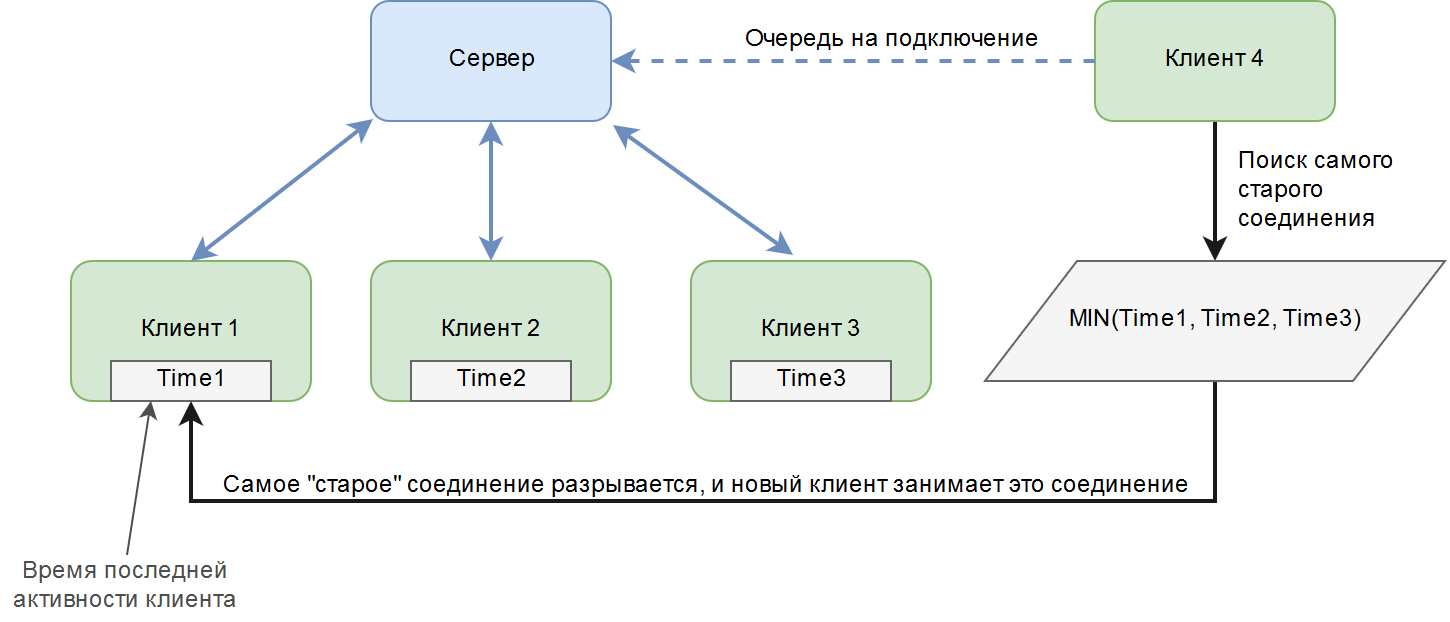 Сервер
Очередь на подключение
Клиент 4
Поиск самого
старого
соединения
Клиент 1
Time1
Клиент 2
Time2
Клиент 3
Time3
MIN(Time1, Time2, Time3)
Самое "старое" соединение разрывается, и новый клиент занимает это соединение
Время последней
активности клиента